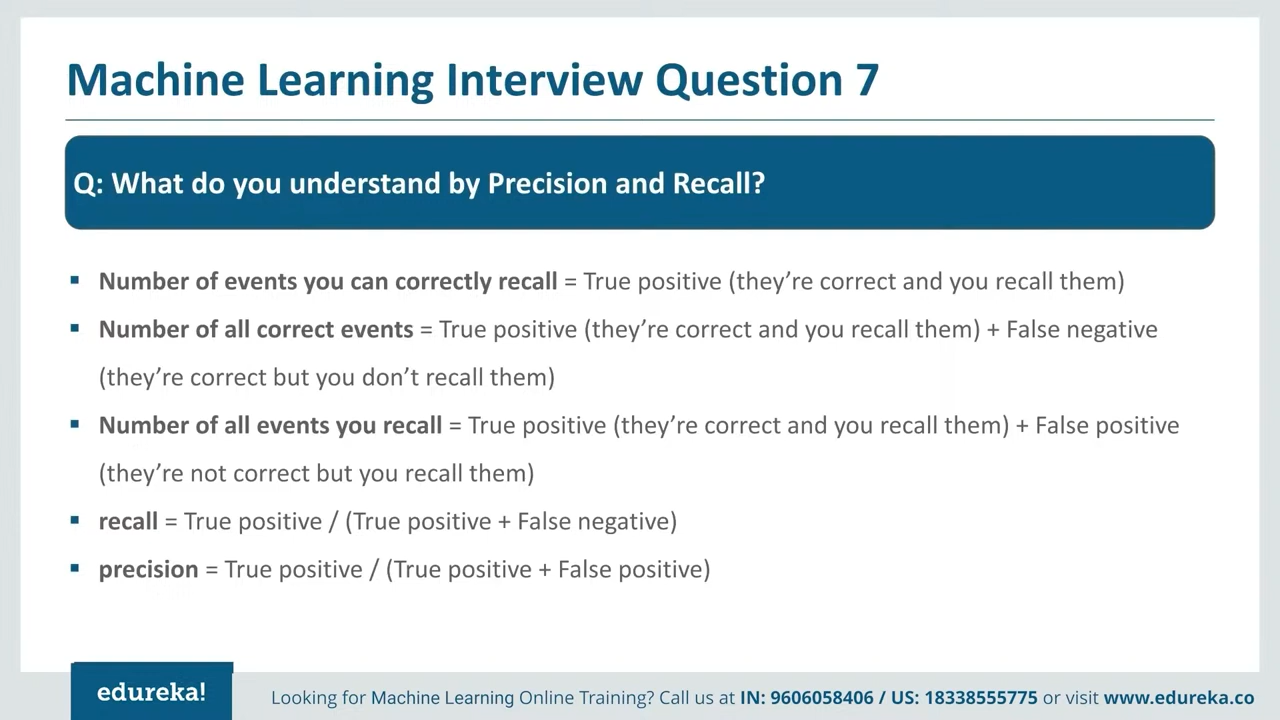 Machine Learning Interview Question 7
Q: What do you understand by Precision and Recall?
▪ Number of events you can correctly recall = True positive (they’re correct and you recall them)
▪ Number of all correct events = True positive (they’re correct and you recall them) + False negative
(they’re correct but you don’t recall them)
▪ Number of all events you recall = True positive (they’re correct and you recall them) + False positive
(they’re not correct but you recall them)
▪ recall = True positive / (True positive + False negative)
▪ precision = True positive / (True positive + False positive)
edureka!
Looking for Machine Learning Online Training? Call us at IN: 9606058406 / US: 18338555775 or visit www.edureka.co